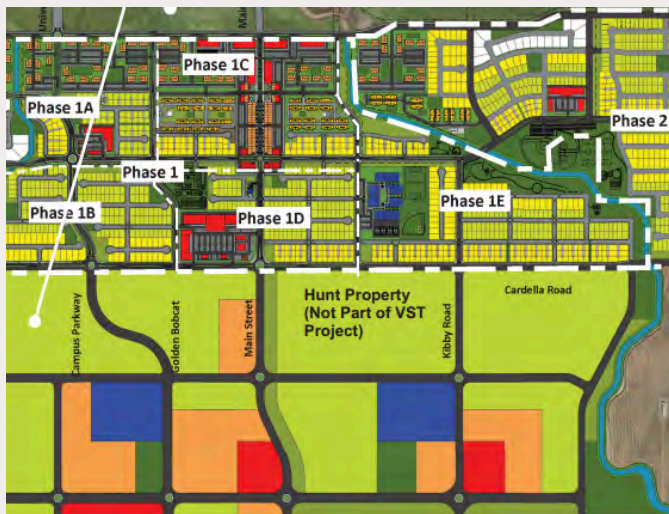 Main
Phase 1C
Phase 1A
Phase 2
Phase 1
Phase 1B
Phase 1D
Phase 1E
Hunt Property
(Not Part of VST
Project)
Cardella Road
Campus Parkway
Golden Bobcat
Main Street
Kibby Road